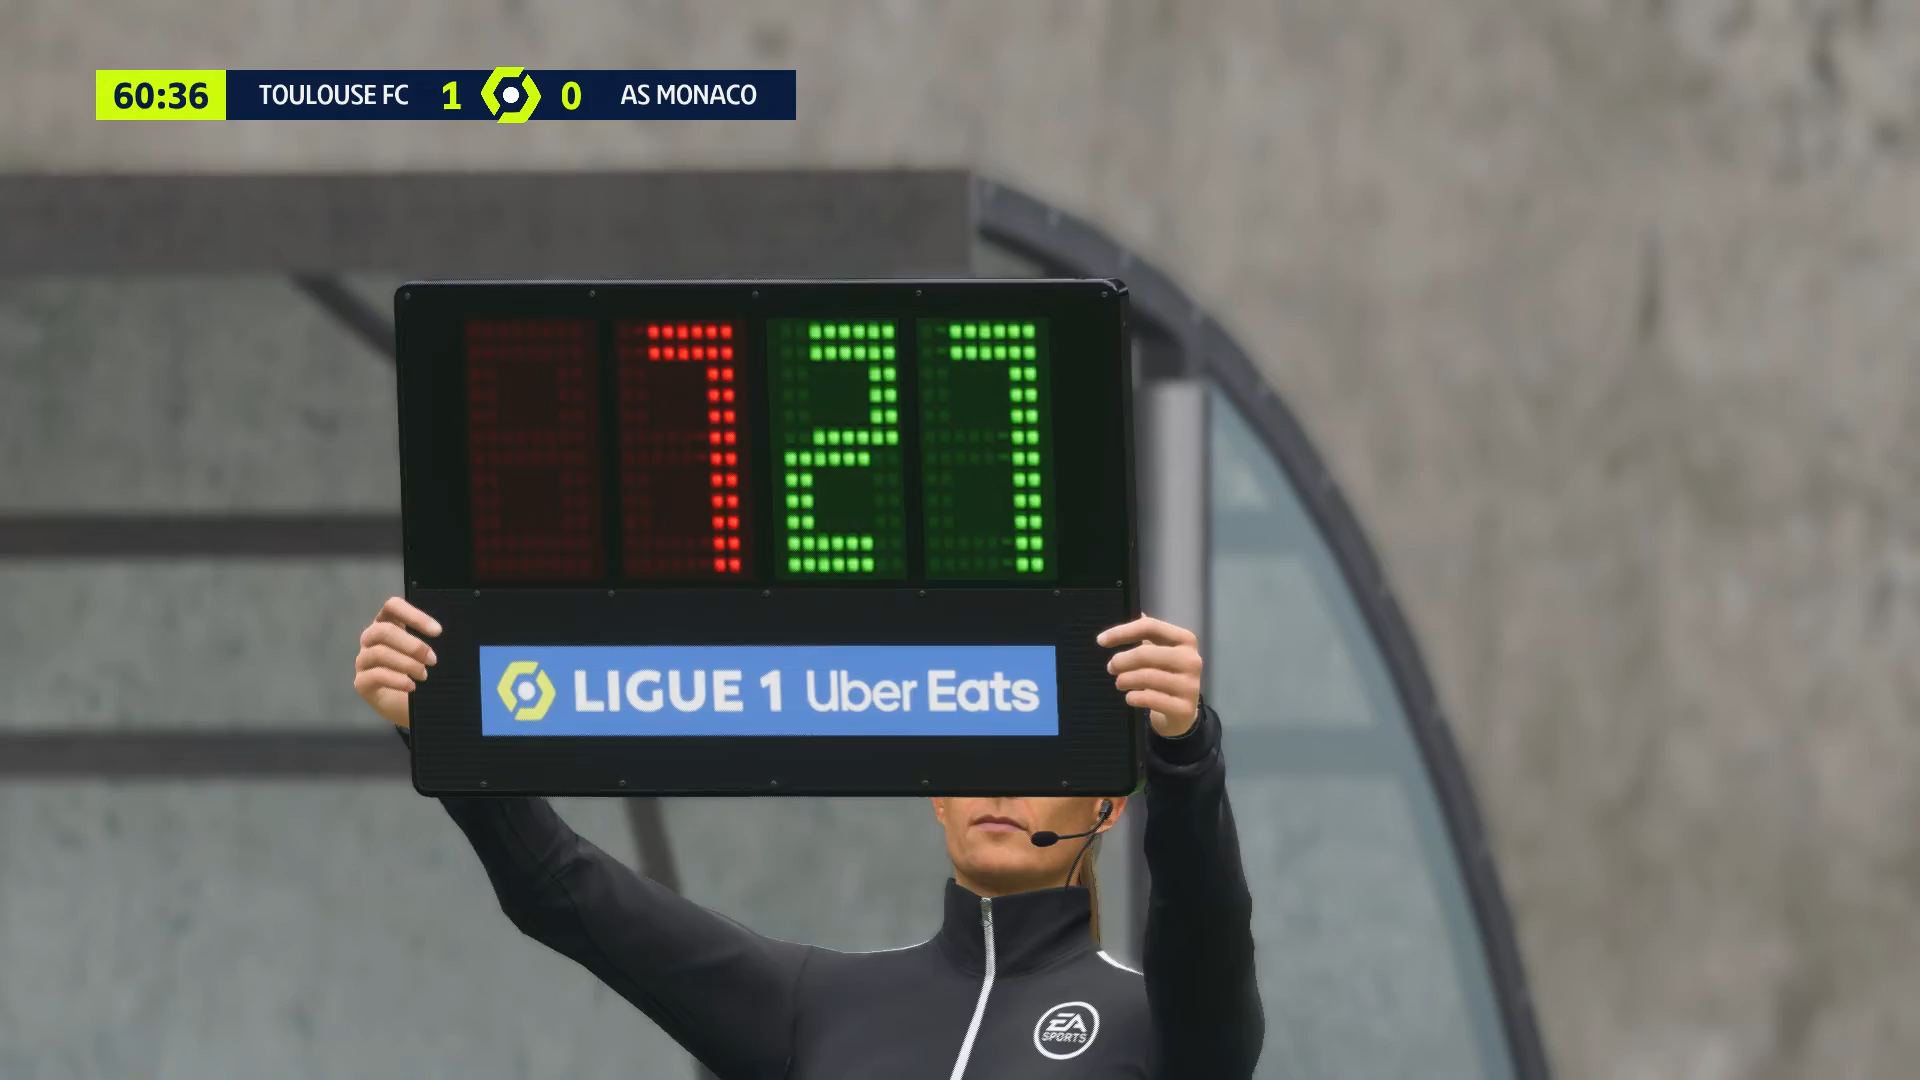 60:36 TOULOUSE FC 1 0 AS MONACO
7 27
LIGUE 1 Uber Eats
EA
SPORTS